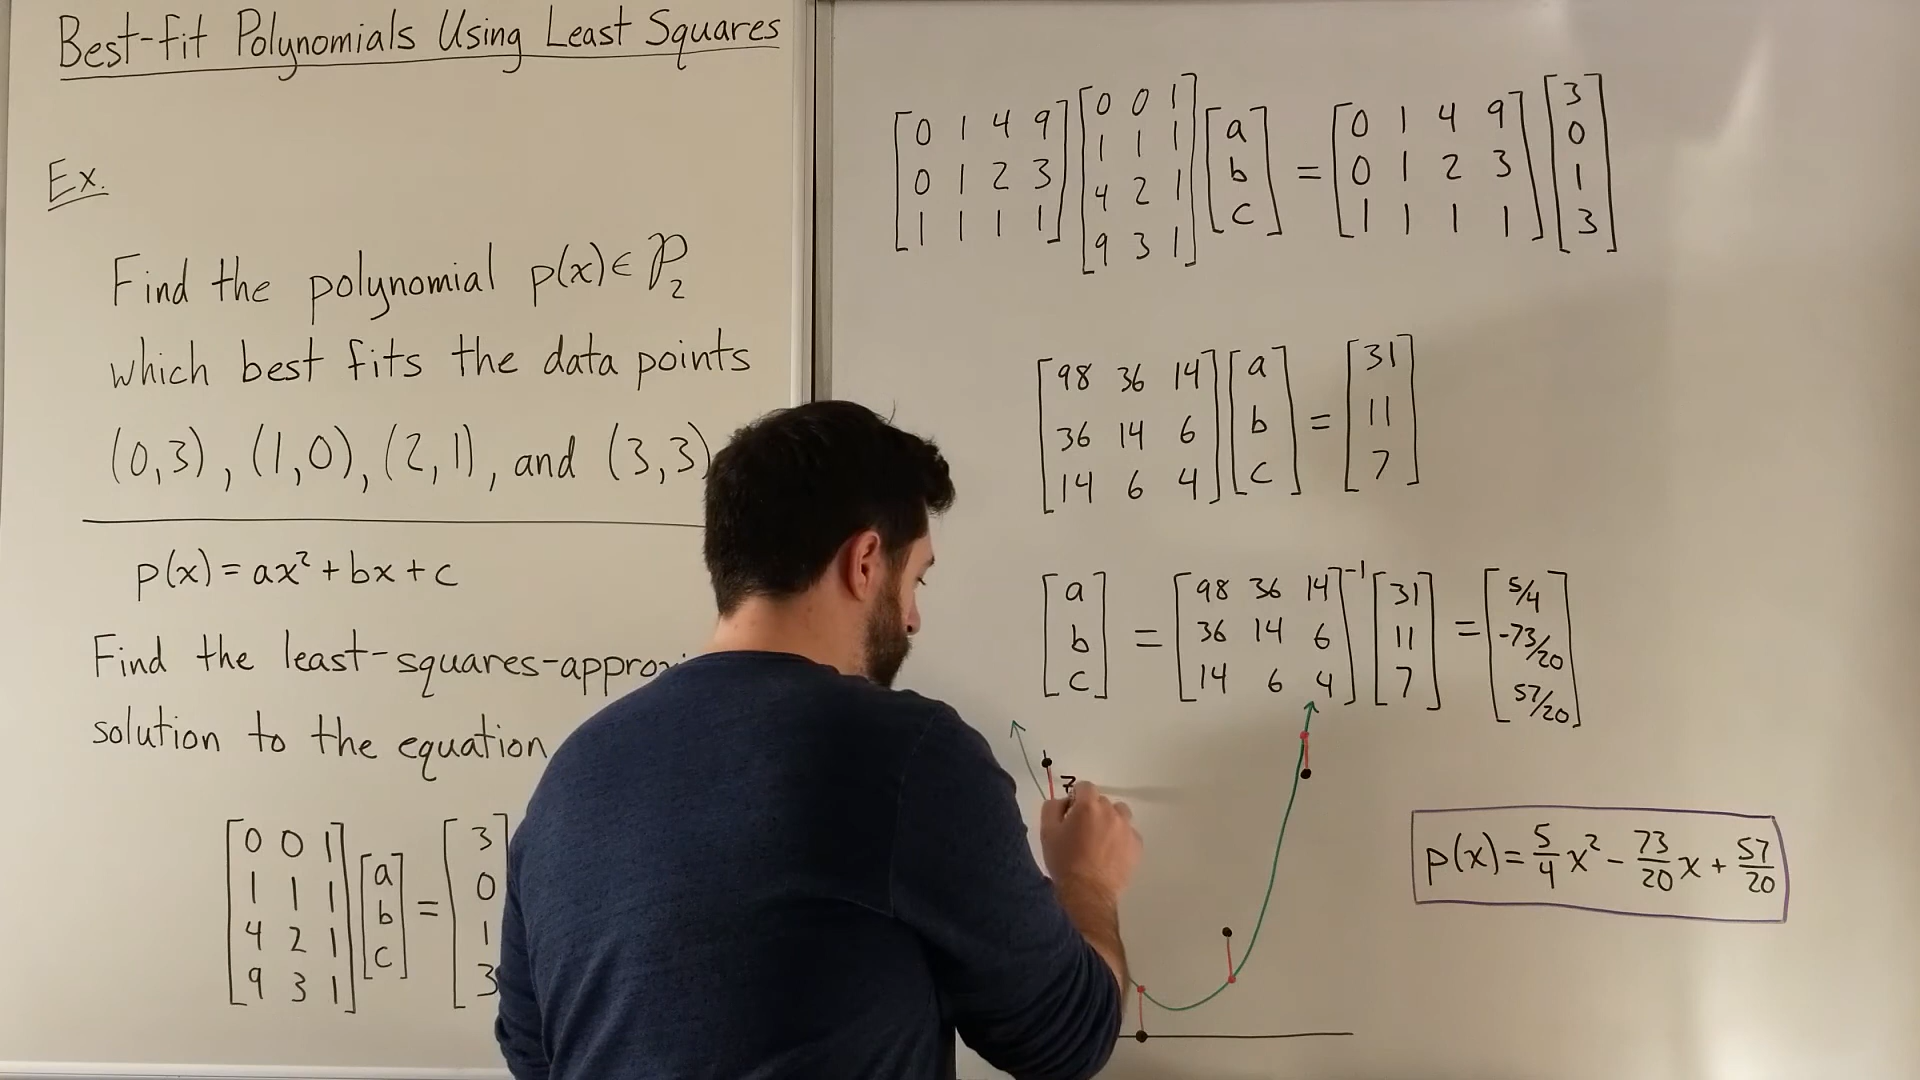 Best-fit Polynomials Using Least Squares
Ex.
Find the polynomial p(x) ∈ P₂
which best fits the data points
(0,3), (1,0), (2,1), and (3,3)
p(x) = ax² + bx + c
Find the least-squares-appro
solution to the equation
[0 0 1] [a] = [3
[1 1 1] [b] [0
[4 2 1] [c] [1
[9 3 1] [3
[0 1 4 9] [0 0 1] [a] = [0 1 4 9] [3]
[0 1 2 3] [1 1 1] [b] [0 1 2 3] [0]
[1 1 1 1] [4 2 1] [c] [1 1 1 1] [1]
[9 3 1] [3]
[98 36 14] [a] = [31]
[36 14 6] [b] [11]
[14 6 4] [c] [7]
[a] = [98 36 14]⁻¹ [31] = [5/4]
[b] [36 14 6] [11] [-73/20]
[c] [14 6 4] [7] [57/20]
p(x) = 5/4 x² - 73/20 x + 57/20